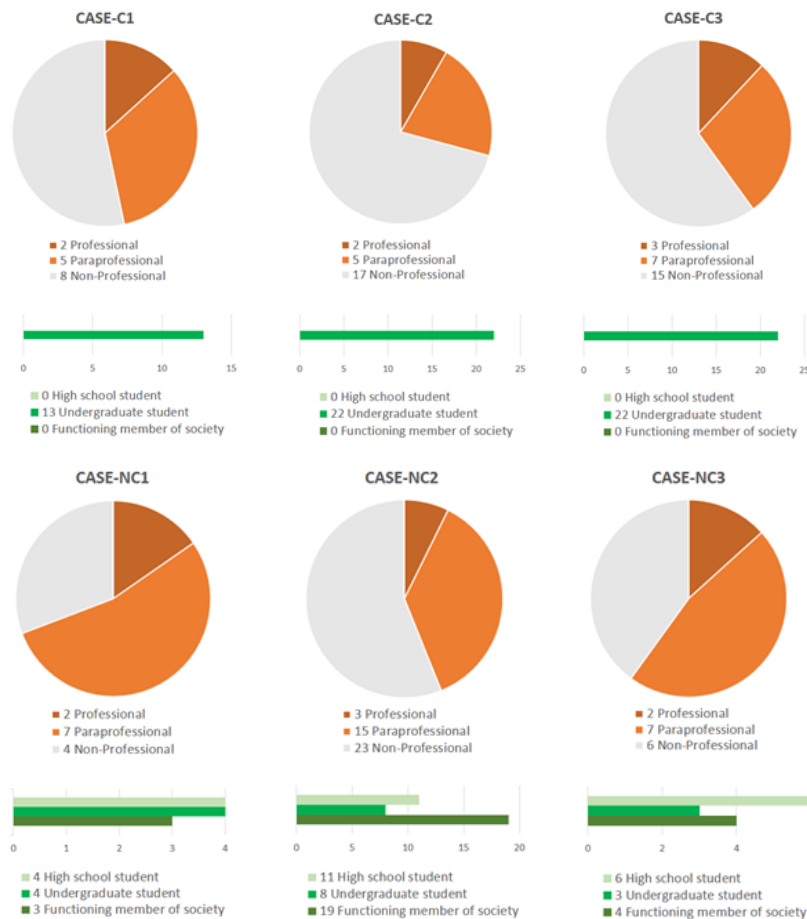 CASE-C1
2 Professional
5 Paraprofessional
8 Non-Professional
0 5 10 15
0 High school student
13 Undergraduate student
0 Functioning member of society
CASE-C2
2 Professional
5 Paraprofessional
17 Non-Professional
0 5 10 15 20 25
0 High school student
22 Undergraduate student
0 Functioning member of society
CASE-C3
3 Professional
7 Paraprofessional
15 Non-Professional
0 5 10 15 20 25
0 High school student
22 Undergraduate student
0 Functioning member of society
CASE-NC1
2 Professional
7 Paraprofessional
4 Non-Professional
0 1 2 3 4
4 High school student
4 Undergraduate student
3 Functioning member of society
CASE-NC2
3 Professional
15 Paraprofessional
23 Non-Professional
0 5 10 15 20
11 High school student
8 Undergraduate student
19 Functioning member of society
CASE-NC3
2 Professional
7 Paraprofessional
6 Non-Professional
0 2 4
6 High school student
3 Undergraduate student
4 Functioning member of society